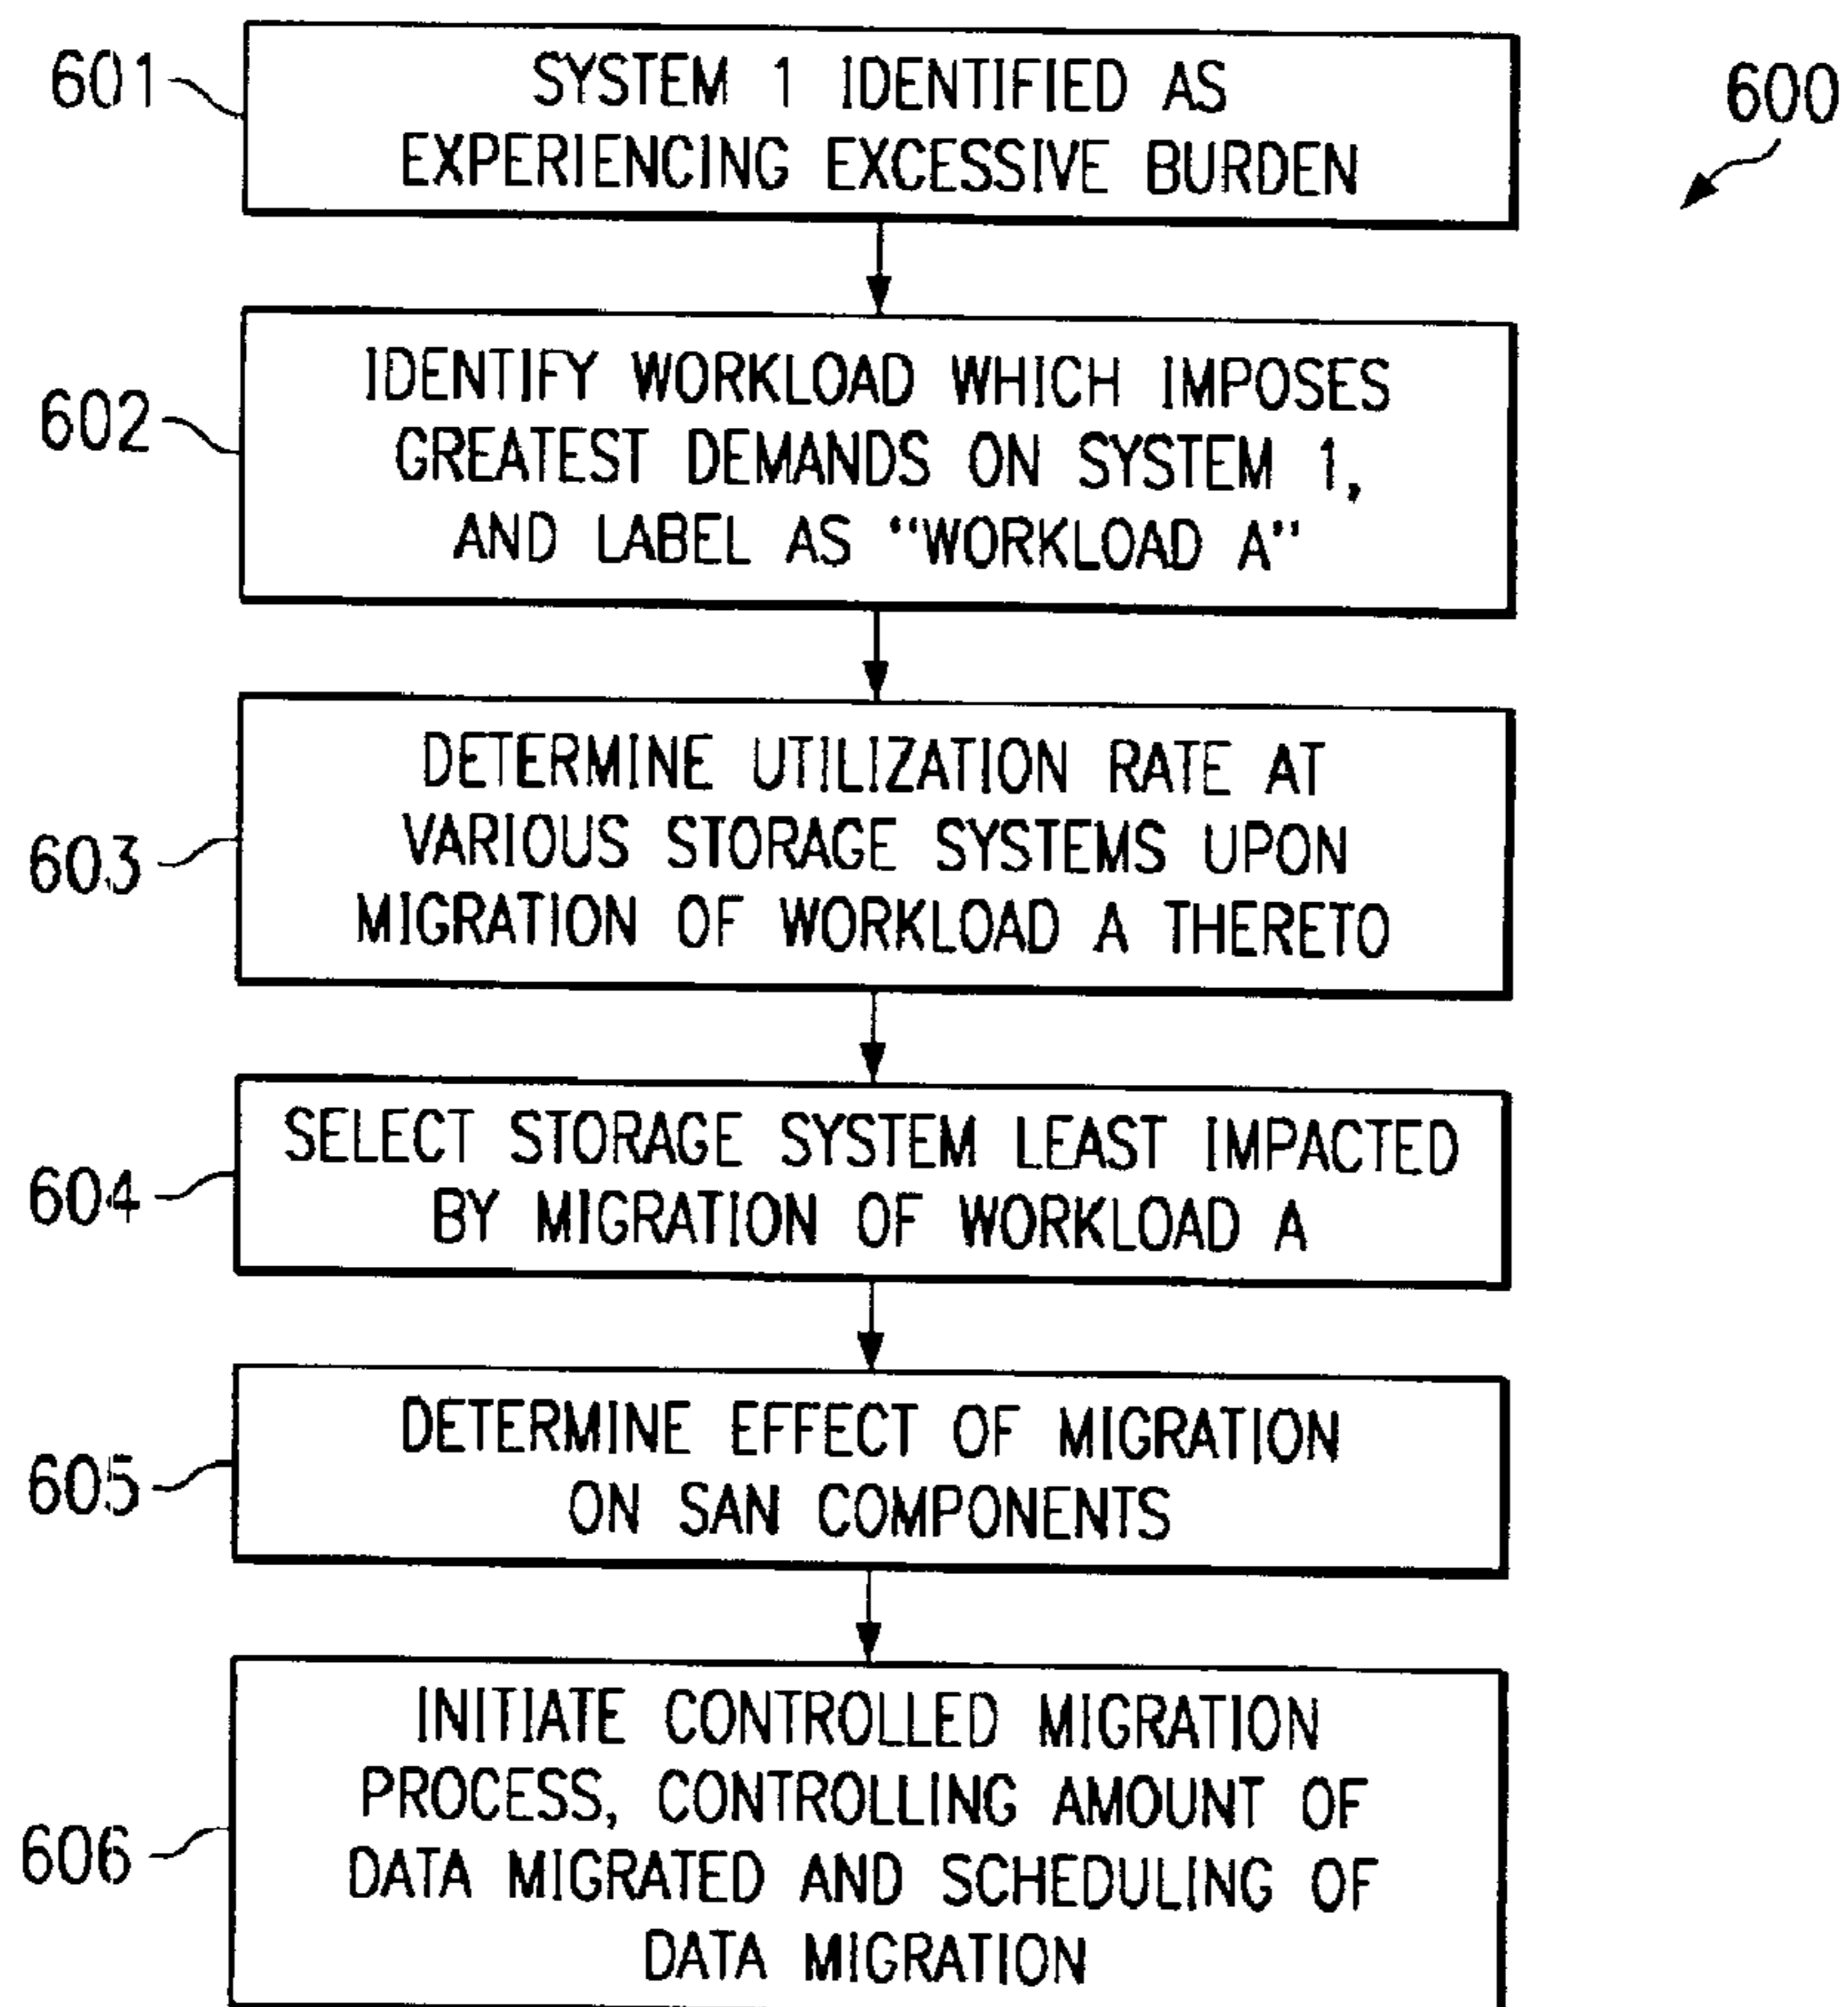 601
SYSTEM 1 IDENTIFIED AS
EXPERIENCING EXCESSIVE BURDEN
600
602
IDENTIFY WORKLOAD WHICH IMPOSES
GREATEST DEMANDS ON SYSTEM 1,
AND LABEL AS “WORKLOAD A”
603
DETERMINE UTILIZATION RATE AT
VARIOUS STORAGE SYSTEMS UPON
MIGRATION OF WORKLOAD A THERETO
604
SELECT STORAGE SYSTEM LEAST IMPACTED
BY MIGRATION OF WORKLOAD A
605
DETERMINE EFFECT OF MIGRATION
ON SAN COMPONENTS
606
INITIATE CONTROLLED MIGRATION
PROCESS, CONTROLLING AMOUNT OF
DATA MIGRATED AND SCHEDULING OF
DATA MIGRATION